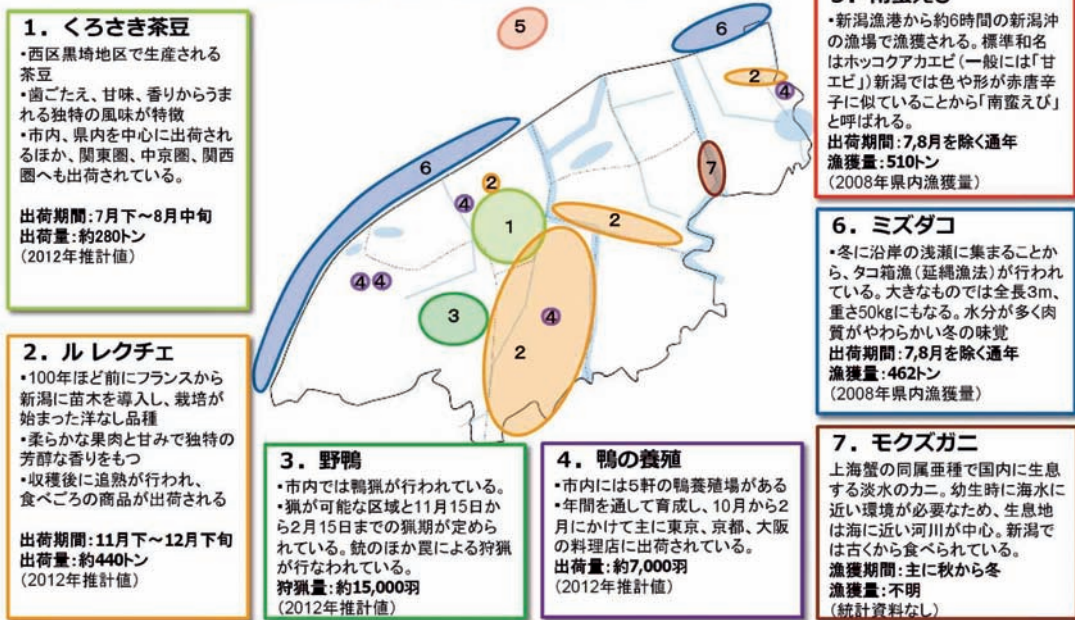 1．くろさき茶豆
・西区黒埼地区で生産される
茶豆
・歯ごたえ、甘味、香りからうま
れる独特の風味が特徴
・市内、県内を中心に出荷され
るほか、関東圏、中京圏、関西
圏へも出荷されている。
出荷期間：7月下～8月中旬
出荷量：約280トン
(2012年推計値)
2．ル レクチェ
・100年ほど前にフランスから
新潟に苗木を導入し、栽培が
始まった洋なし品種
・柔らかな果肉と甘みで独特の
芳醇な香りをもつ
・収穫後に追熟が行われ、
食べごろの商品が出荷される
出荷期間：11月下～12月下旬
出荷量：約440トン
(2012年推計値)
5
6
2
4
6
7
2
4
1
2
4 4
3
4
2
3．野鴨
・市内では鴨猟が行われている。
・猟が可能な区域と11月15日か
ら2月15日までの猟期が定めら
れている。銃のほか罠による狩猟
が行なわれている。
狩猟量：約15,000羽
(2012年推計値)
4．鴨の養殖
・市内には5軒の鴨養殖場がある
・年間を通して育成し、10月から2
月にかけて主に東京、京都、大阪
の料理店に出荷されている。
出荷量：約7,000羽
(2012年推計値)
5．南蛮えび
・新潟漁港から約6時間の新潟沖
の漁場で漁獲される。標準和名
はホッコクアカエビ（一般には「甘
エビ」）新潟では色や形が赤唐辛
子に似ていることから「南蛮えび」
と呼ばれる。
出荷期間：7,8月を除く通年
漁獲量：510トン
(2008年県内漁獲量)
6．ミズダコ
・冬に沿岸の浅瀬に集まることか
ら、タコ箱漁（延縄漁法）が行われ
ている。大きなものでは全長3m、
重さ50kgにもなる。水分が多く肉
質がやわらかい冬の味覚
出荷期間：7,8月を除く通年
漁獲量：462トン
(2008年県内漁獲量)
7．モクズガニ
上海蟹の同属亜種で国内に生息
する淡水のカニ。幼生時に海水に
近い環境が必要なため、生息地
は海に近い河川が中心。新潟で
は古くから食べられている。
漁獲期間：主に秋から冬
漁獲量：不明
(統計資料なし)